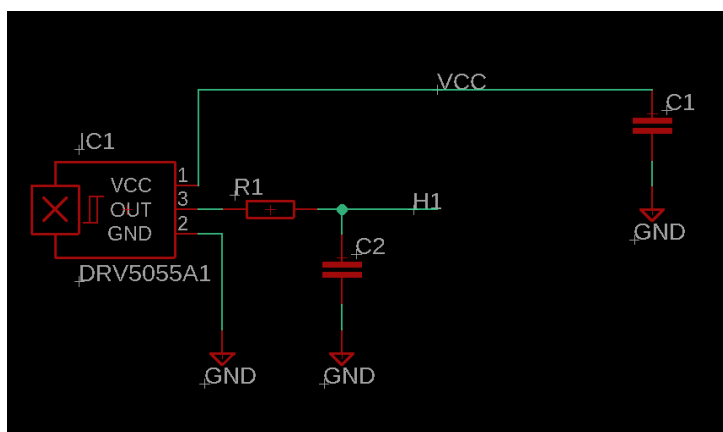 VCC
C1
IC1
VCC 1
R1
OUT 3
H1
GND 2
GND
C2
DRV5055A1
GND
GND